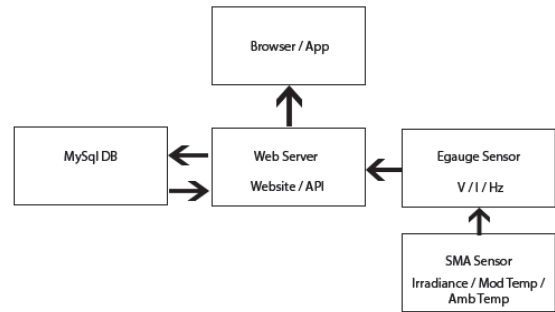 Browser / App
MySql DB
Web Server
Website / API
Egauge Sensor
V / I / Hz
SMA Sensor
Irradiance / Mod Temp /
Amb Temp